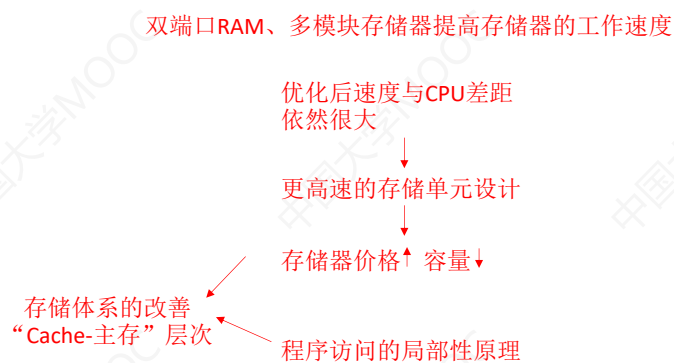 双端口RAM、多模块存储器提高存储器的工作速度
优化后速度与CPU差距
依然很大
更高速的存储单元设计
存储器价格↑ 容量↓
存储体系的改善
“Cache-主存”层次
程序访问的局部性原理